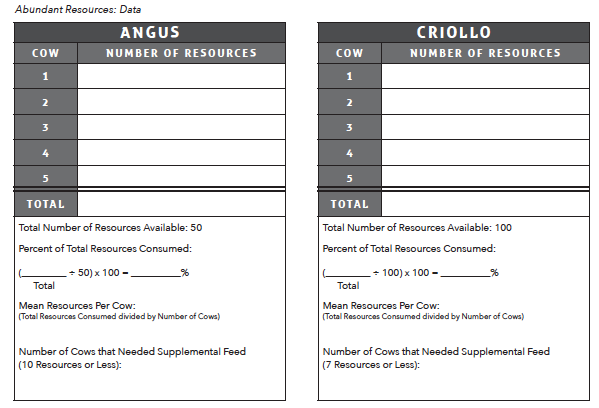 Abundant Resources: Data
ANGUS
COW NUMBER OF RESOURCES
1
2
3
4
5
TOTAL
Total Number of Resources Available: 50
Percent of Total Resources Consumed:
(________ ÷ 50) x 100 = _________%
Total
Mean Resources Per Cow:
(Total Resources Consumed divided by Number of Cows)
Number of Cows that Needed Supplemental Feed
(10 Resources or Less):
CRIOLLO
COW NUMBER OF RESOURCES
1
2
3
4
5
TOTAL
Total Number of Resources Available: 100
Percent of Total Resources Consumed:
(________ ÷ 100) x 100 = _________%
Total
Mean Resources Per Cow:
(Total Resources Consumed divided by Number of Cows)
Number of Cows that Needed Supplemental Feed
(7 Resources or Less):